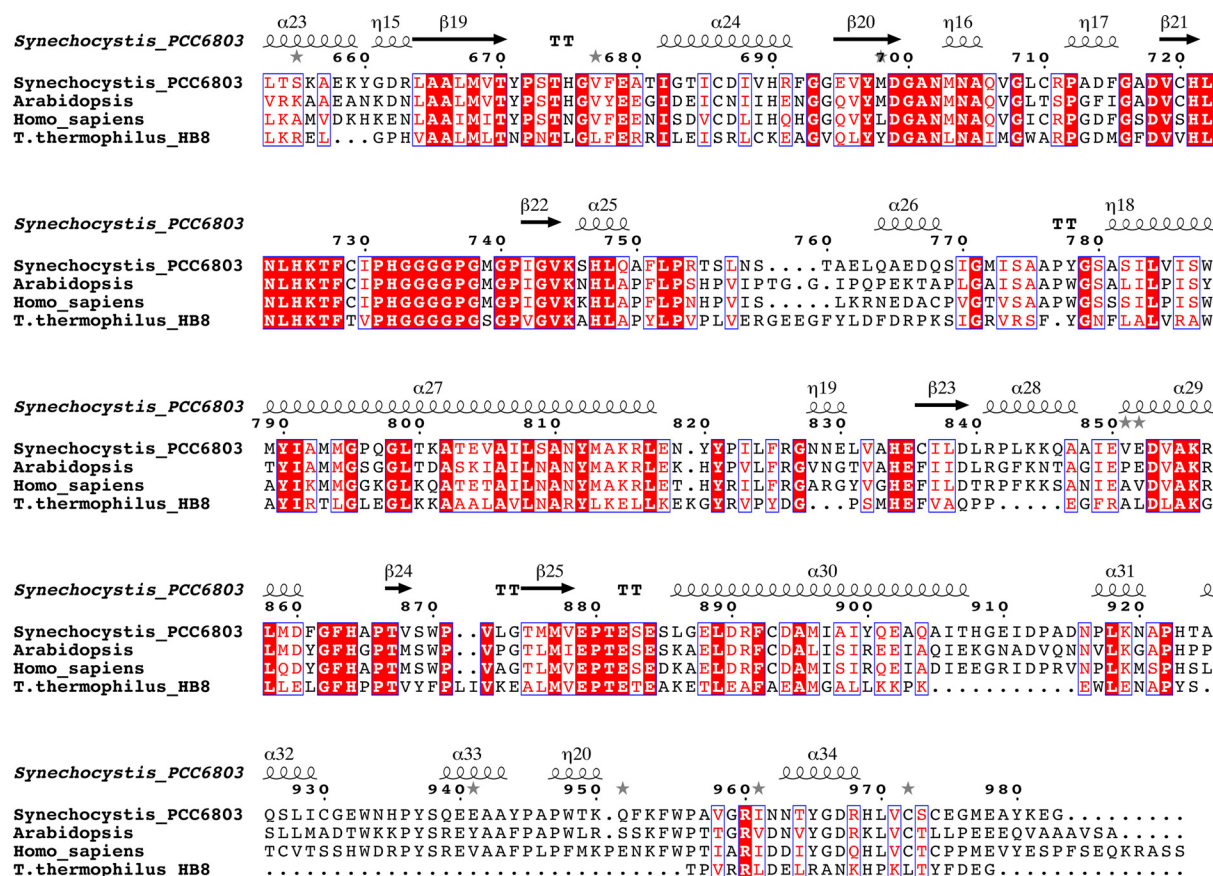 α23 η15 β19 α24 β20 η16 η17 β21
Synechocystis_PCC6803 TT
660 670 680 690 700 710 720
Synechocystis_PCC6803 LTSKAEKYGDRLAALMVTYPSTHGVFEATIGTICDIVHRFGGEVYMDGANMNAQVGLCRPADFGADVCHL
Arabidopsis VRKAAEANKDNLAALMVTYPSTHGVYEEGIDEICNIIHENGGQVYMDGANMNAQVGLTSPGFIGADVCHL
Homo_sapiens LKAMVDKHKENLAAIMITYPSTNGVFEENISDVCDLIHQHGGQVYLDGANMNAQVGICRPGDFGSDVSHL
T.thermophilus_HB8 LKREL...GPHVAALMLTNPNTLGLFERRILEISRLCKEAGVQLYYDGANLNAIMGWARPGDMGFDVVHL
β22 α25 α26 η18
Synechocystis_PCC6803 TT
730 740 750 760 770 780
Synechocystis_PCC6803 NLHKTFCIPHGGGGPGMGPIGVKSHLQAFLPRTSLNS....TAELQAEDQSIGMISAAPYGSASILVISW
Arabidopsis NLHKTFCIPHGGGGPGMGPIGVKNHLAPFLPSHPVIPTG.GIPQPEKTAPLGAISAAPWGSALILPISY
Homo_sapiens NLHKTFCIPHGGGGPGMGPIGVKKHLAPFLPNHPVIS....LKRNEDACPVGTVSAAPWGSSSILPISW
T.thermophilus_HB8 NLHKTFTVPHGGGGPGSGPVGVKAHLAPYLPVPLVERGEEGFYLDFDRPKSIGRVRSF.YGNFLALVRAW
α27 η19 β23 α28 α29
Synechocystis_PCC6803
790 800 810 820 830 840 850
Synechocystis_PCC6803 MYIAMMGPQGLTKATEVAILSANYMAKRLEN.YYPILFRGNNELVAHECILDLRPLKKQAAIEVEDVAKR
Arabidopsis TYIAMMGSGGLTDASKIAILNANYMAKRLEK.HYPVLFRGVNGTVAHEFIIDLRGFKNTAGIEPEDVAKR
Homo_sapiens AYIKMMGGKGLKQATETAILNANYMAKRLET.HYRILFRGARGYVGHEFILDTRPFKKSANIEAVDVAKR
T.thermophilus_HB8 AYIRTLGLEGLKKAAALAVLNARYLKELLKEKGYRVPYDG...PSMHEFVAQPP.....EGFRALDLAKG
β24 β25 α30 α31
Synechocystis_PCC6803 TT TT
860 870 880 890 900 910 920
Synechocystis_PCC6803 LMDFGFHAPTVSWP..VLGTMMVEPTESESLGELDRFCDAMIAIYQEAQAITHGEIDPADNPLKNAPHTA
Arabidopsis LMDYGFHGPTMSWP..VPGTLMIEPTESESKAELDRFCDALISIREEIAQIEKGNADVQNNVLKGAPHPP
Homo_sapiens LQDYGFHAPTMSWP..VAGTLMVEPTESEDKAELDRFCDAMISIRQEIADIEEGRIDPRVNPLKMSPHSL
T.thermophilus_HB8 LLELGFHPPTVYFPLIVKEALMVEPTETEAKETLEAFAEAMGALLKKPK...........EWLENAPYS.
α32 α33 η20 α34
Synechocystis_PCC6803
930 940 950 960 970 980
Synechocystis_PCC6803 QSLICGEWNHPYSQEEAAYPAPWTK.QFKFWPAVGRINNTYGDRHLVCSCEGMEAYKEG.........
Arabidopsis SLLMADTWKKPYSREYAAFPAPWLR.SSKFWPTTGRVDNVYGDRKLVCTLLPEEEQVAAAVSA.....
Homo_sapiens TCVTSSHWDRPYSREVAAFPLPFMKPENKFWPTIARIDDIYGDQHLVCTCPPMEVYESPFSEQKRASS
T.thermophilus HB8 ...............................TPVRRLDELRANKHPKLTYFDEG..............